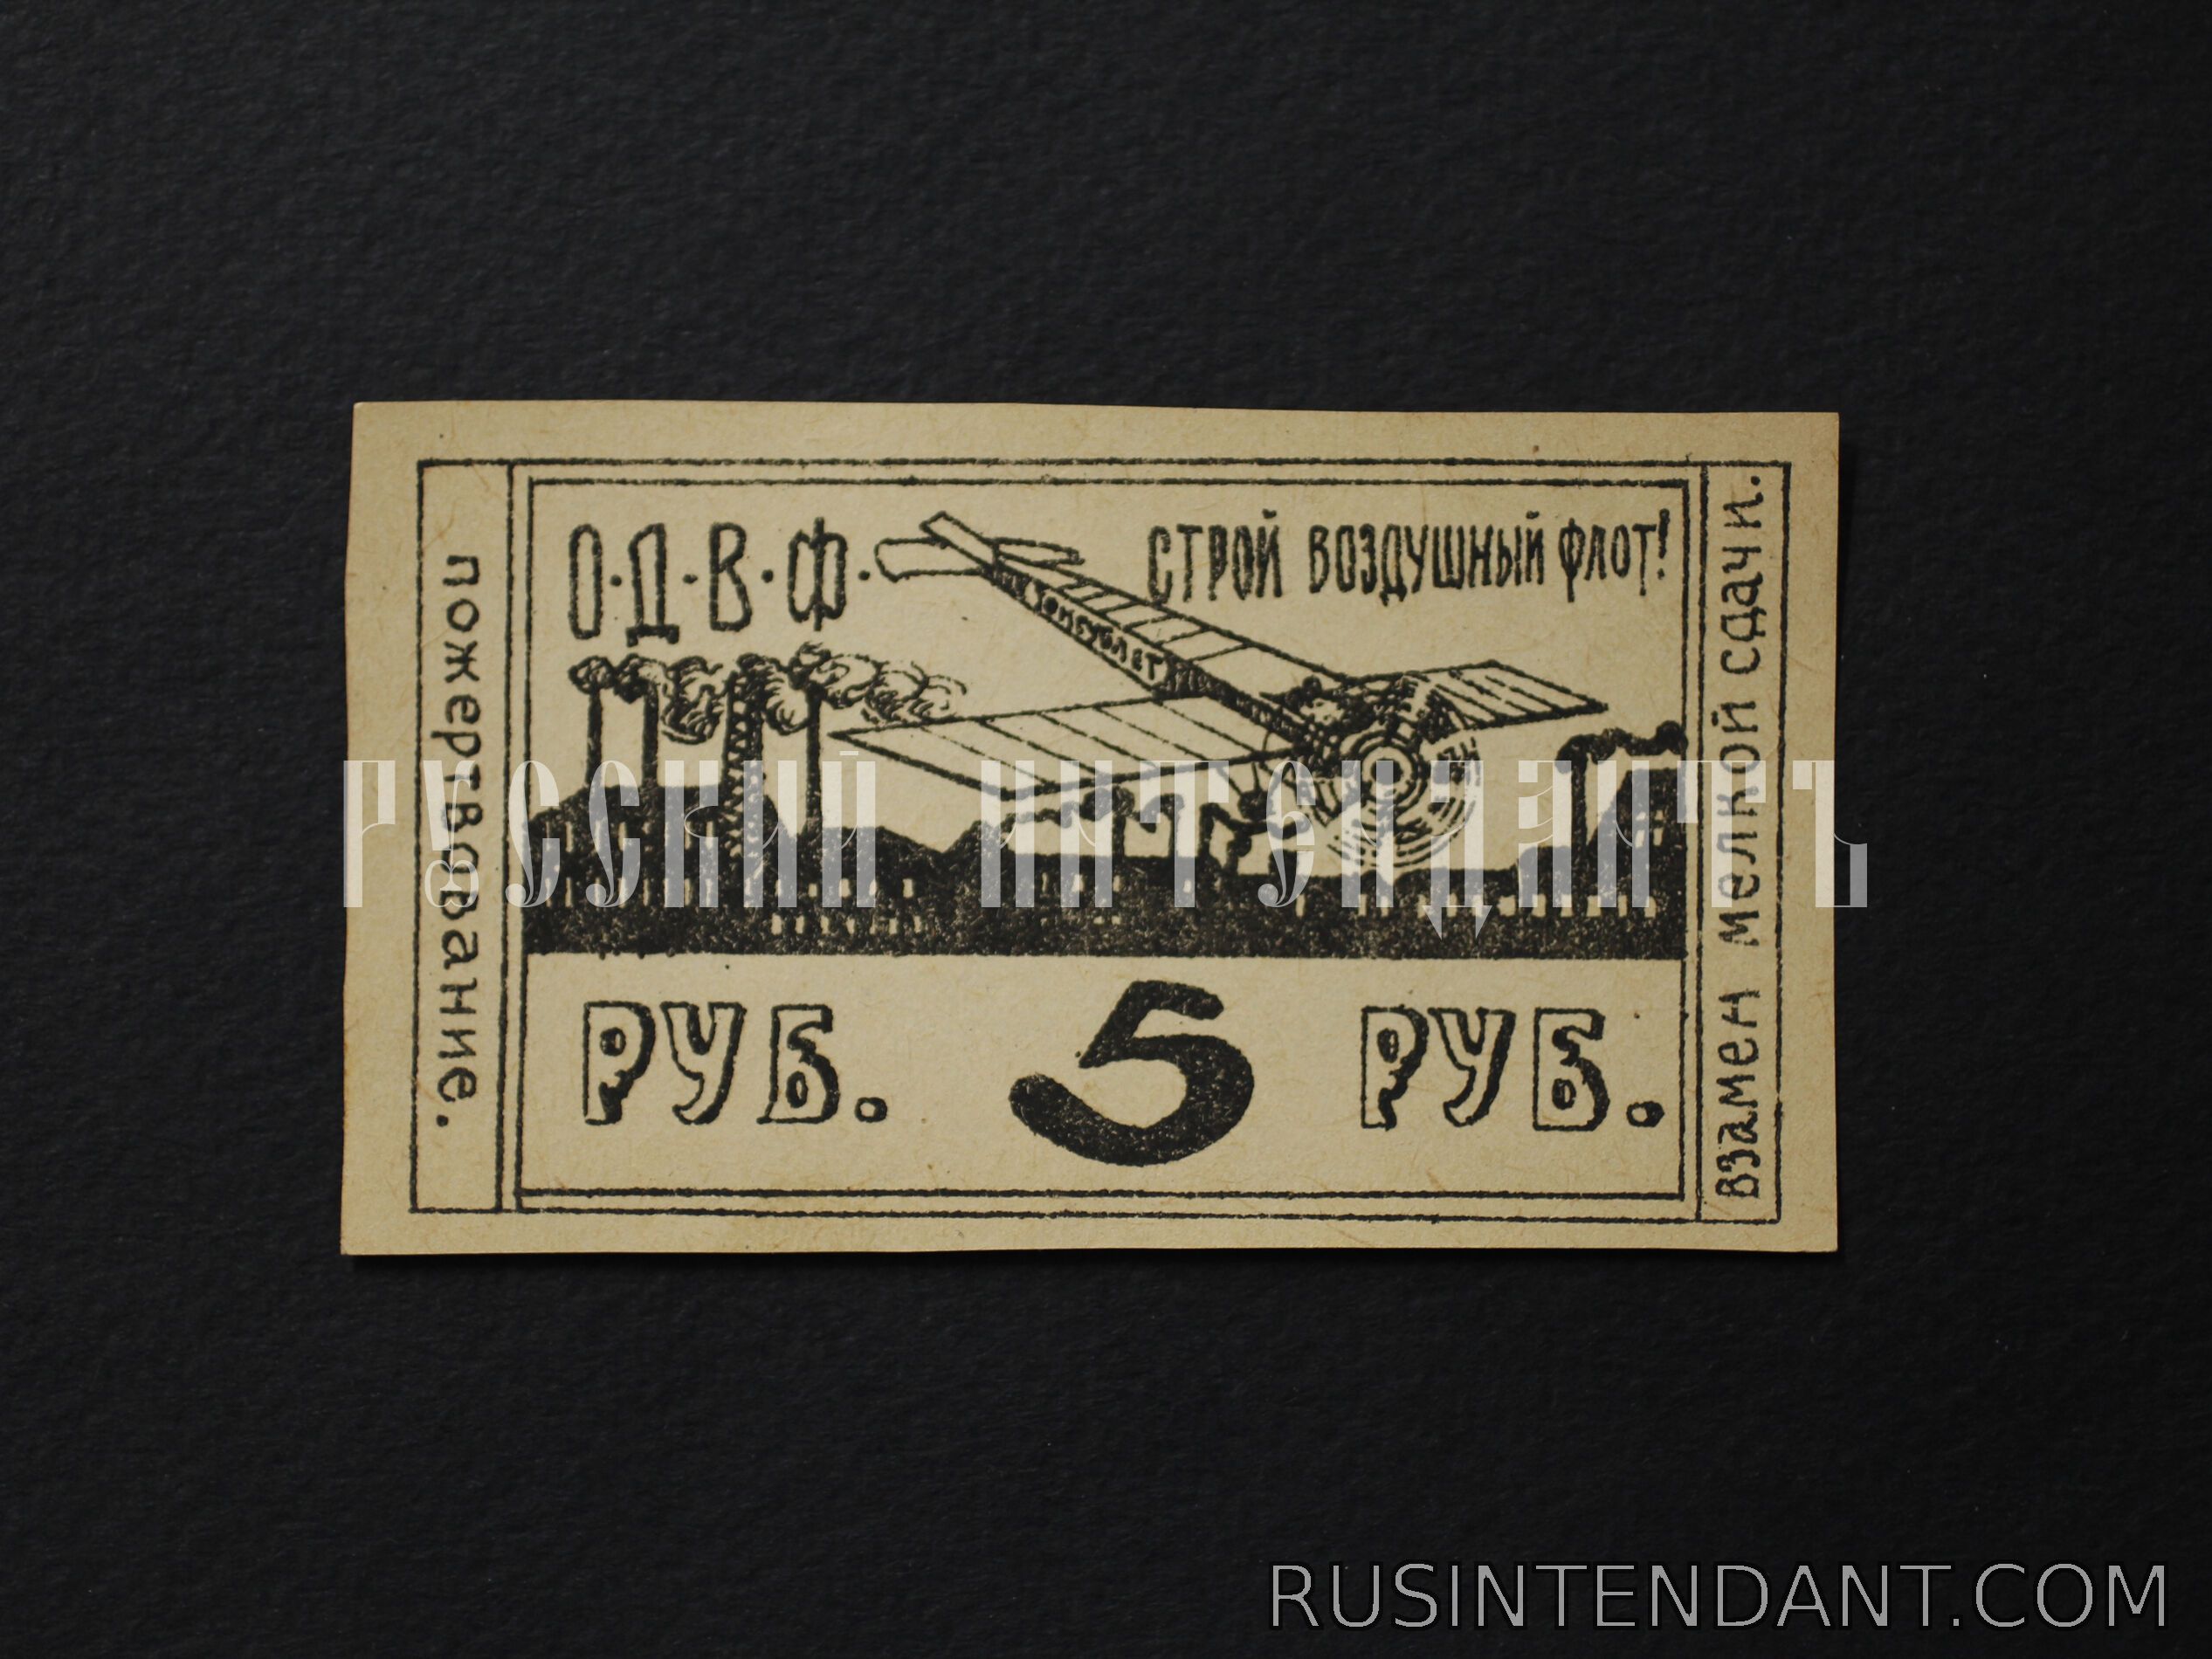 О·Д·В·Ф·
СТРОЙ ВОЗДУШНЫЙ ФЛОТ!
пожертвование.
взамен мелкой сдачи.
РУБ. 5 РУБ.
РУССКИЙ ИНТЕНДАНТЪ
RUSINTENDANT.COM